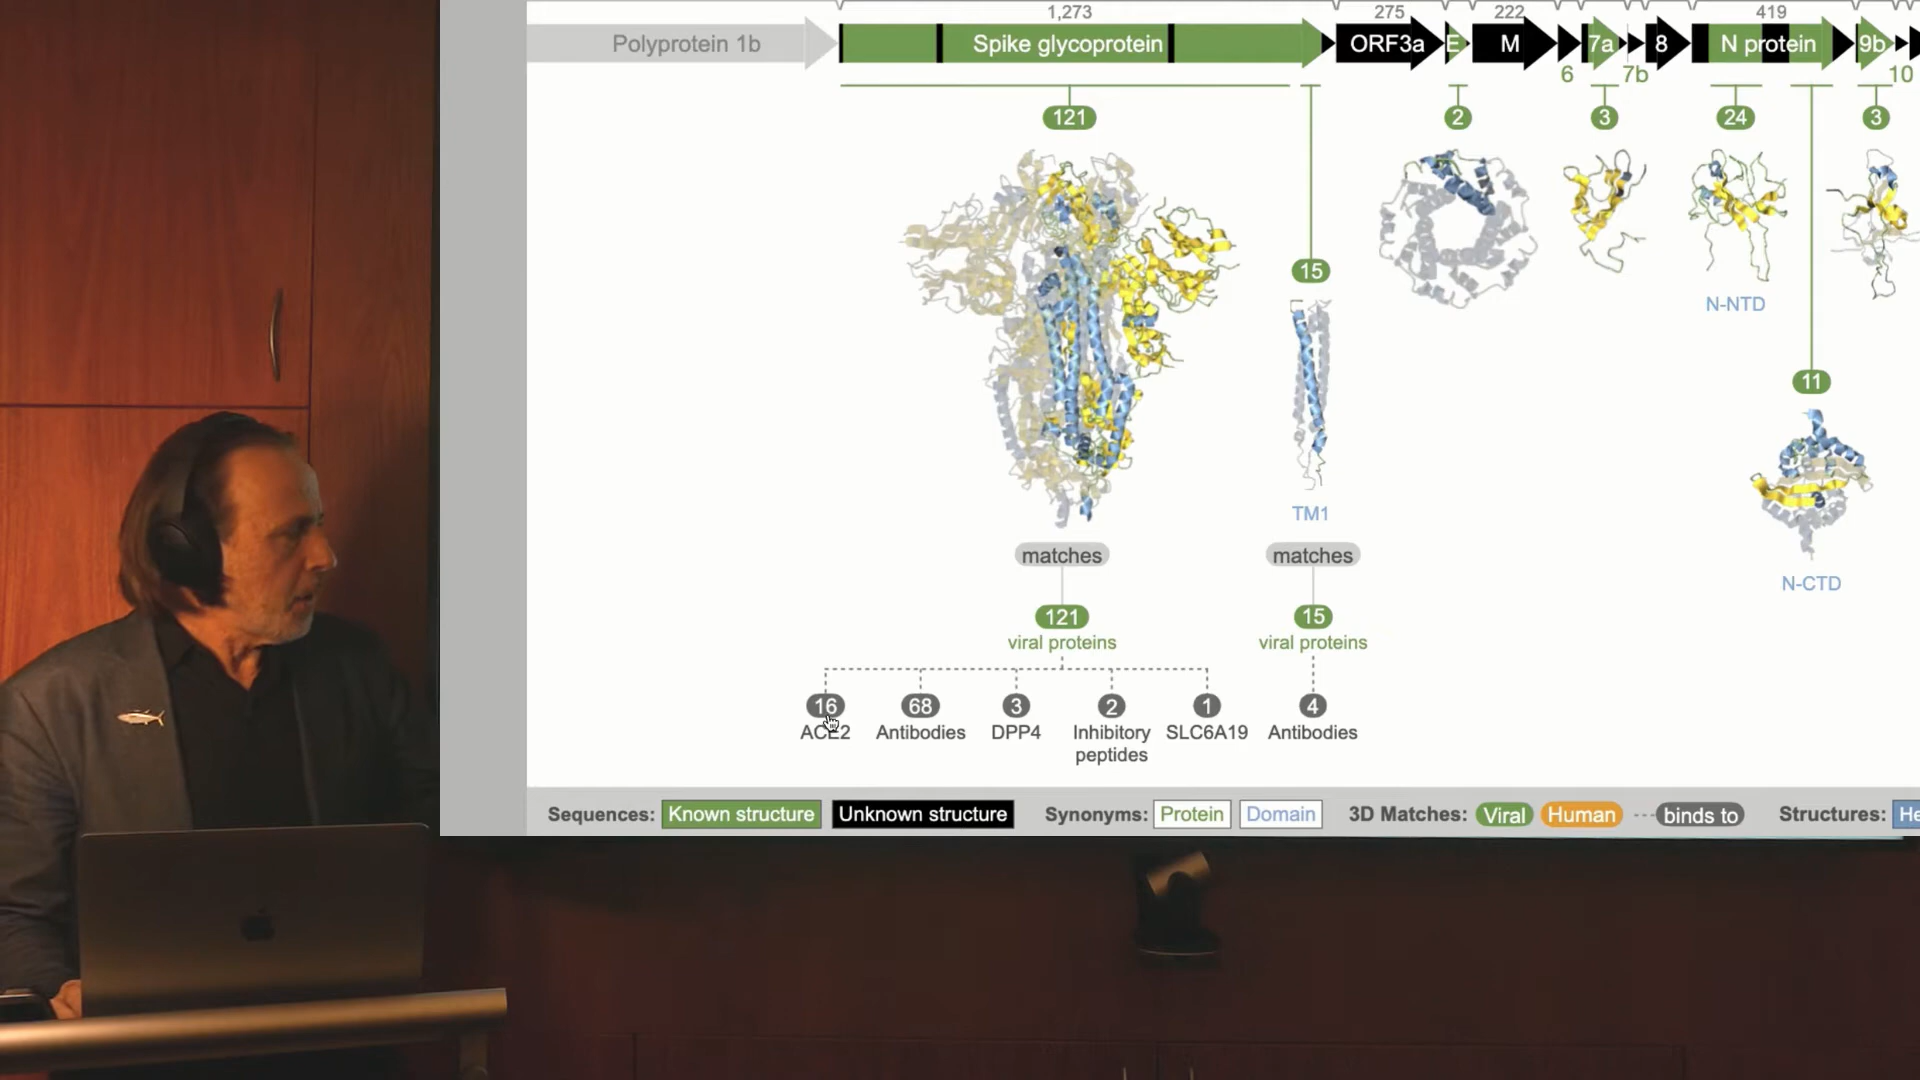 1,273
275
222
419
Polyprotein 1b
Spike glycoprotein
ORF3a
E
M
7a
8
N protein
9b
6
7b
10
121
2
3
24
3
15
N-NTD
11
TM1
N-CTD
matches
matches
121
viral proteins
15
viral proteins
16
ACE2
68
Antibodies
3
DPP4
2
Inhibitory
peptides
1
SLC6A19
4
Antibodies
Sequences: Known structure Unknown structure Synonyms: Protein Domain 3D Matches: Viral Human binds to Structures: He